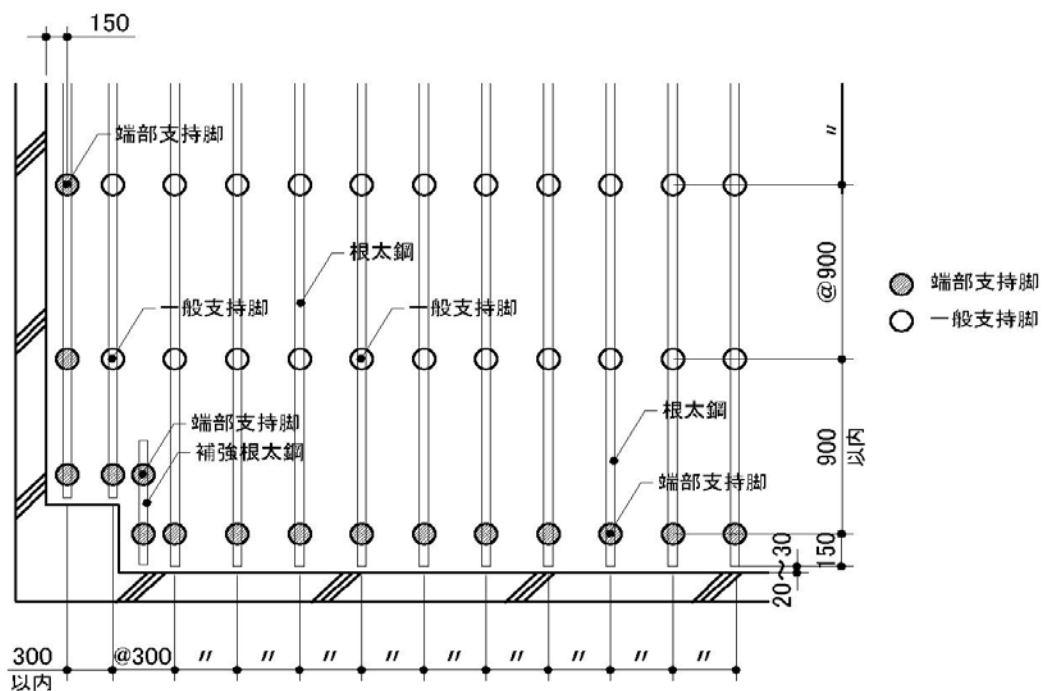 150
端部支持脚
〃
根太鋼
@900
端部支持脚
一般支持脚
一般支持脚
一般支持脚
端部支持脚
補強根太鋼
根太鋼
900
以内
端部支持脚
20～30
150
300
以内
@300 〃 〃 〃 〃 〃 〃 〃 〃 〃